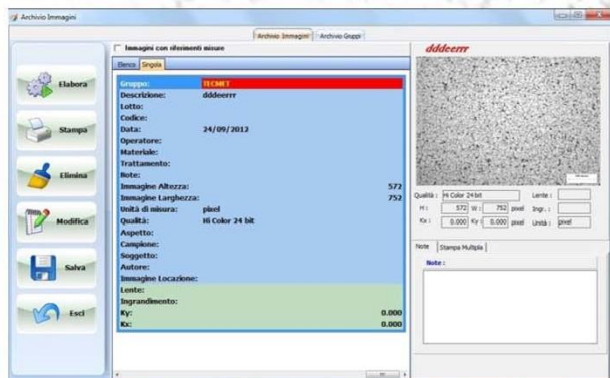 Archivio Immagini
Archivio Immagini Archivio Gruppi
Immagini con riferimenti misure
Elenco Singola
Elabora
Stampa
Elimina
Modifica
Salva
Esci
Gruppo: TECMET
Descrizione: dddeerrr
Lotto:
Codice:
Data: 24/09/2012
Operatore:
Materiale:
Trattamento:
Note:
Immagine Altezza: 572
Immagine Larghezza: 752
Unità di misura: pixel
Qualità: Hi Color 24 bit
Aspetto:
Campione:
Soggetto:
Autore:
Immagine Locazione:
Lente:
Ingrandimento:
Ky: 0.000
Kx: 0.000
dddeerrr
Qualità : Hi Color 24 bit Lente :
H : 572 W : 752 pixel Ingr. :
Kx : 0.000 Ky : 0.000 pixel Unità : pixel
Note Stampa Multipla
Note :